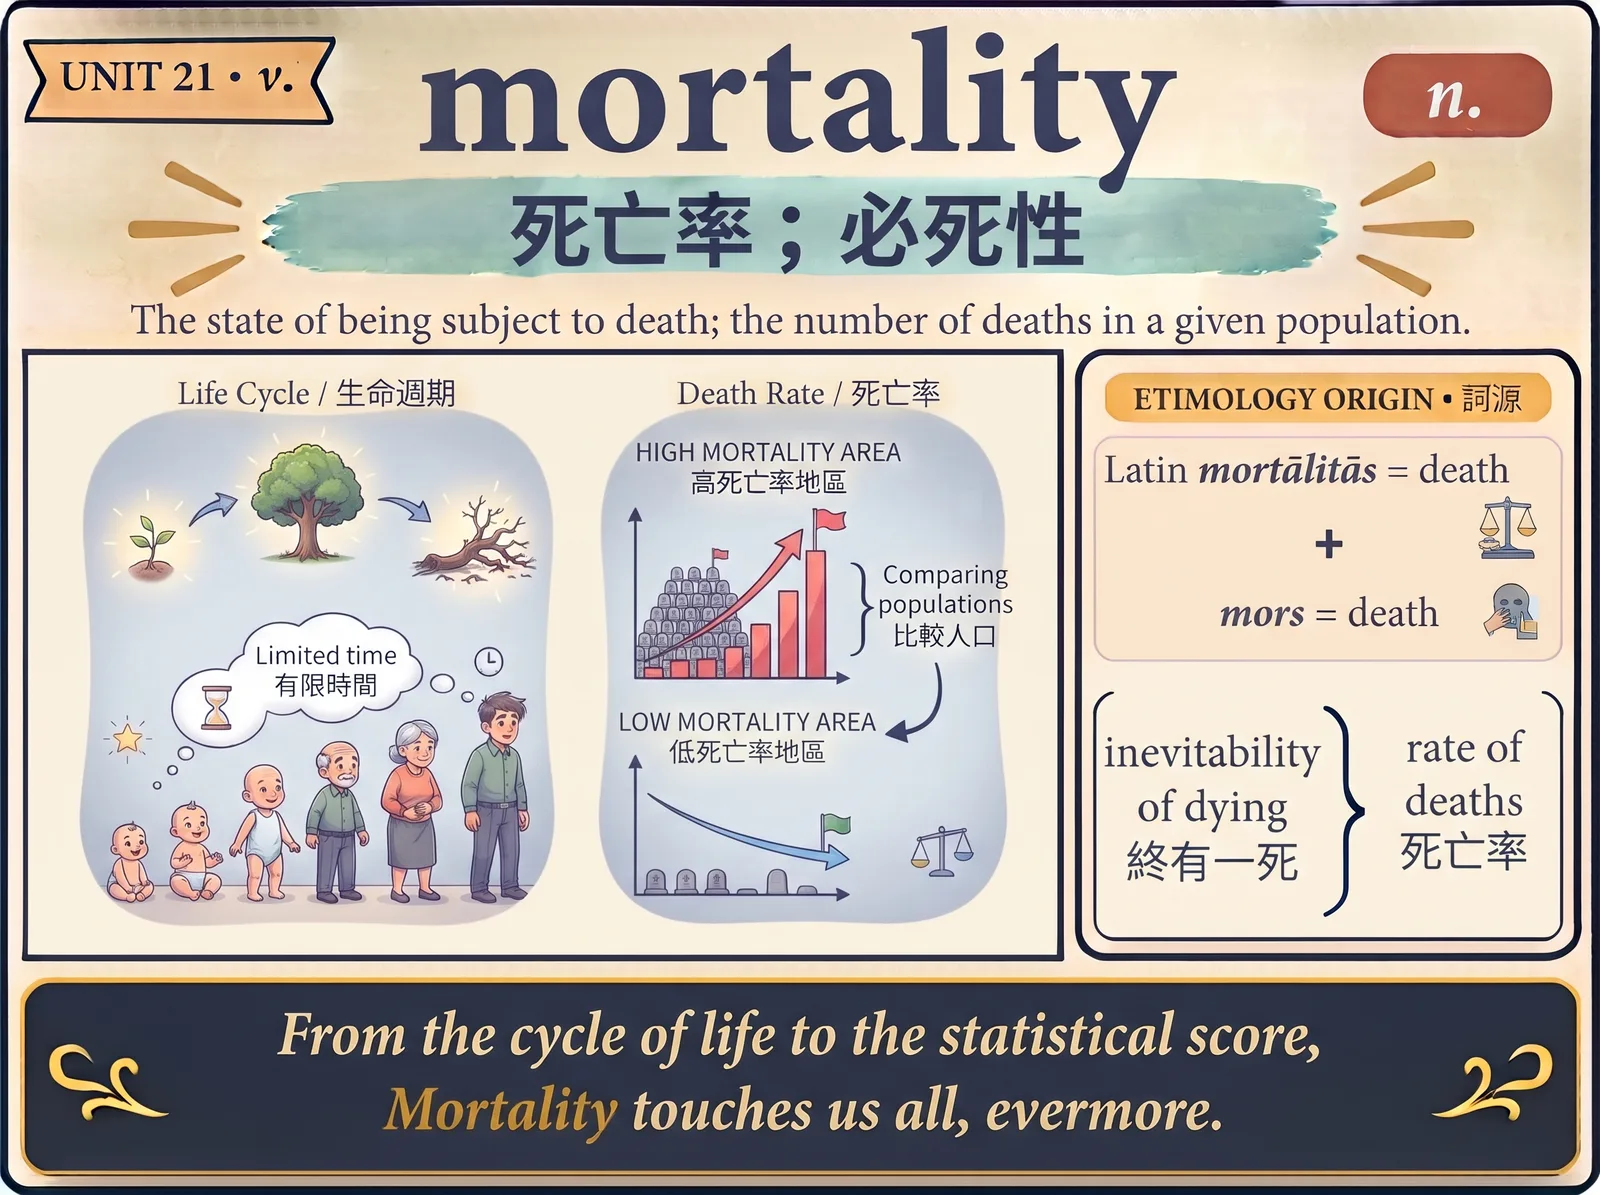 UNIT 21 • v.
mortality
n.
死亡率；必死性
The state of being subject to death; the number of deaths in a given population.
Life Cycle / 生命週期
Limited time
有限時間
Death Rate / 死亡率
HIGH MORTALITY AREA
高死亡率地區
Comparing
populations
比較人口
LOW MORTALITY AREA
低死亡率地區
ETIMOLOGY ORIGIN • 詞源
Latin mortālitās = death
+
mors = death
inevitability
of dying
終有一死
rate of
deaths
死亡率
From the cycle of life to the statistical score,
Mortality touches us all, evermore.